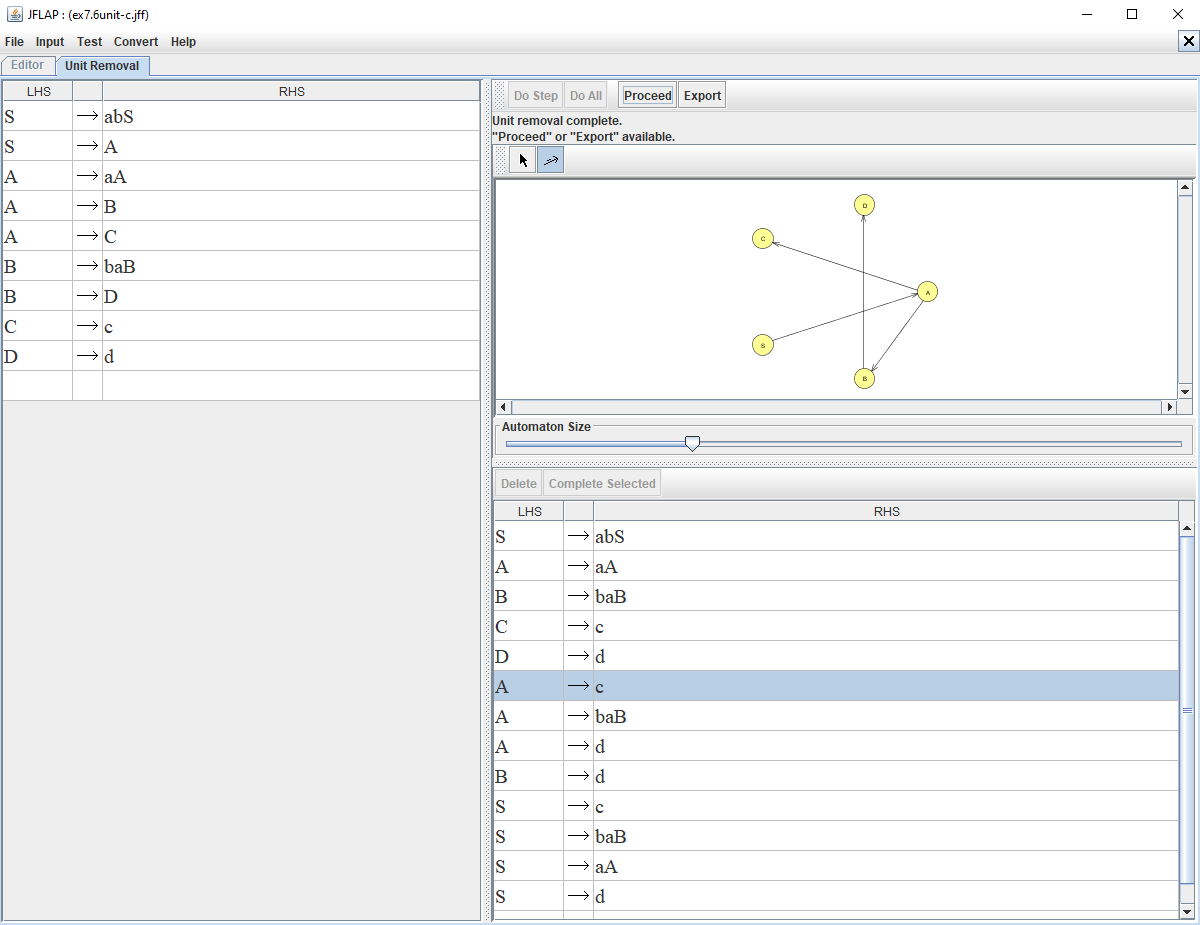 JFLAP : (ex7.6unit-c.jff)
File Input Test Convert Help
Editor Unit Removal
LHS RHS
S → abS
S → A
A → aA
A → B
A → C
B → baB
B → D
C → c
D → d
Do Step Do All Proceed Export
Unit removal complete.
"Proceed" or "Export" available.
D
C
A
S
B
Automaton Size
Delete Complete Selected
LHS RHS
S → abS
A → aA
B → baB
C → c
D → d
A → c
A → baB
A → d
B → d
S → c
S → baB
S → aA
S → d